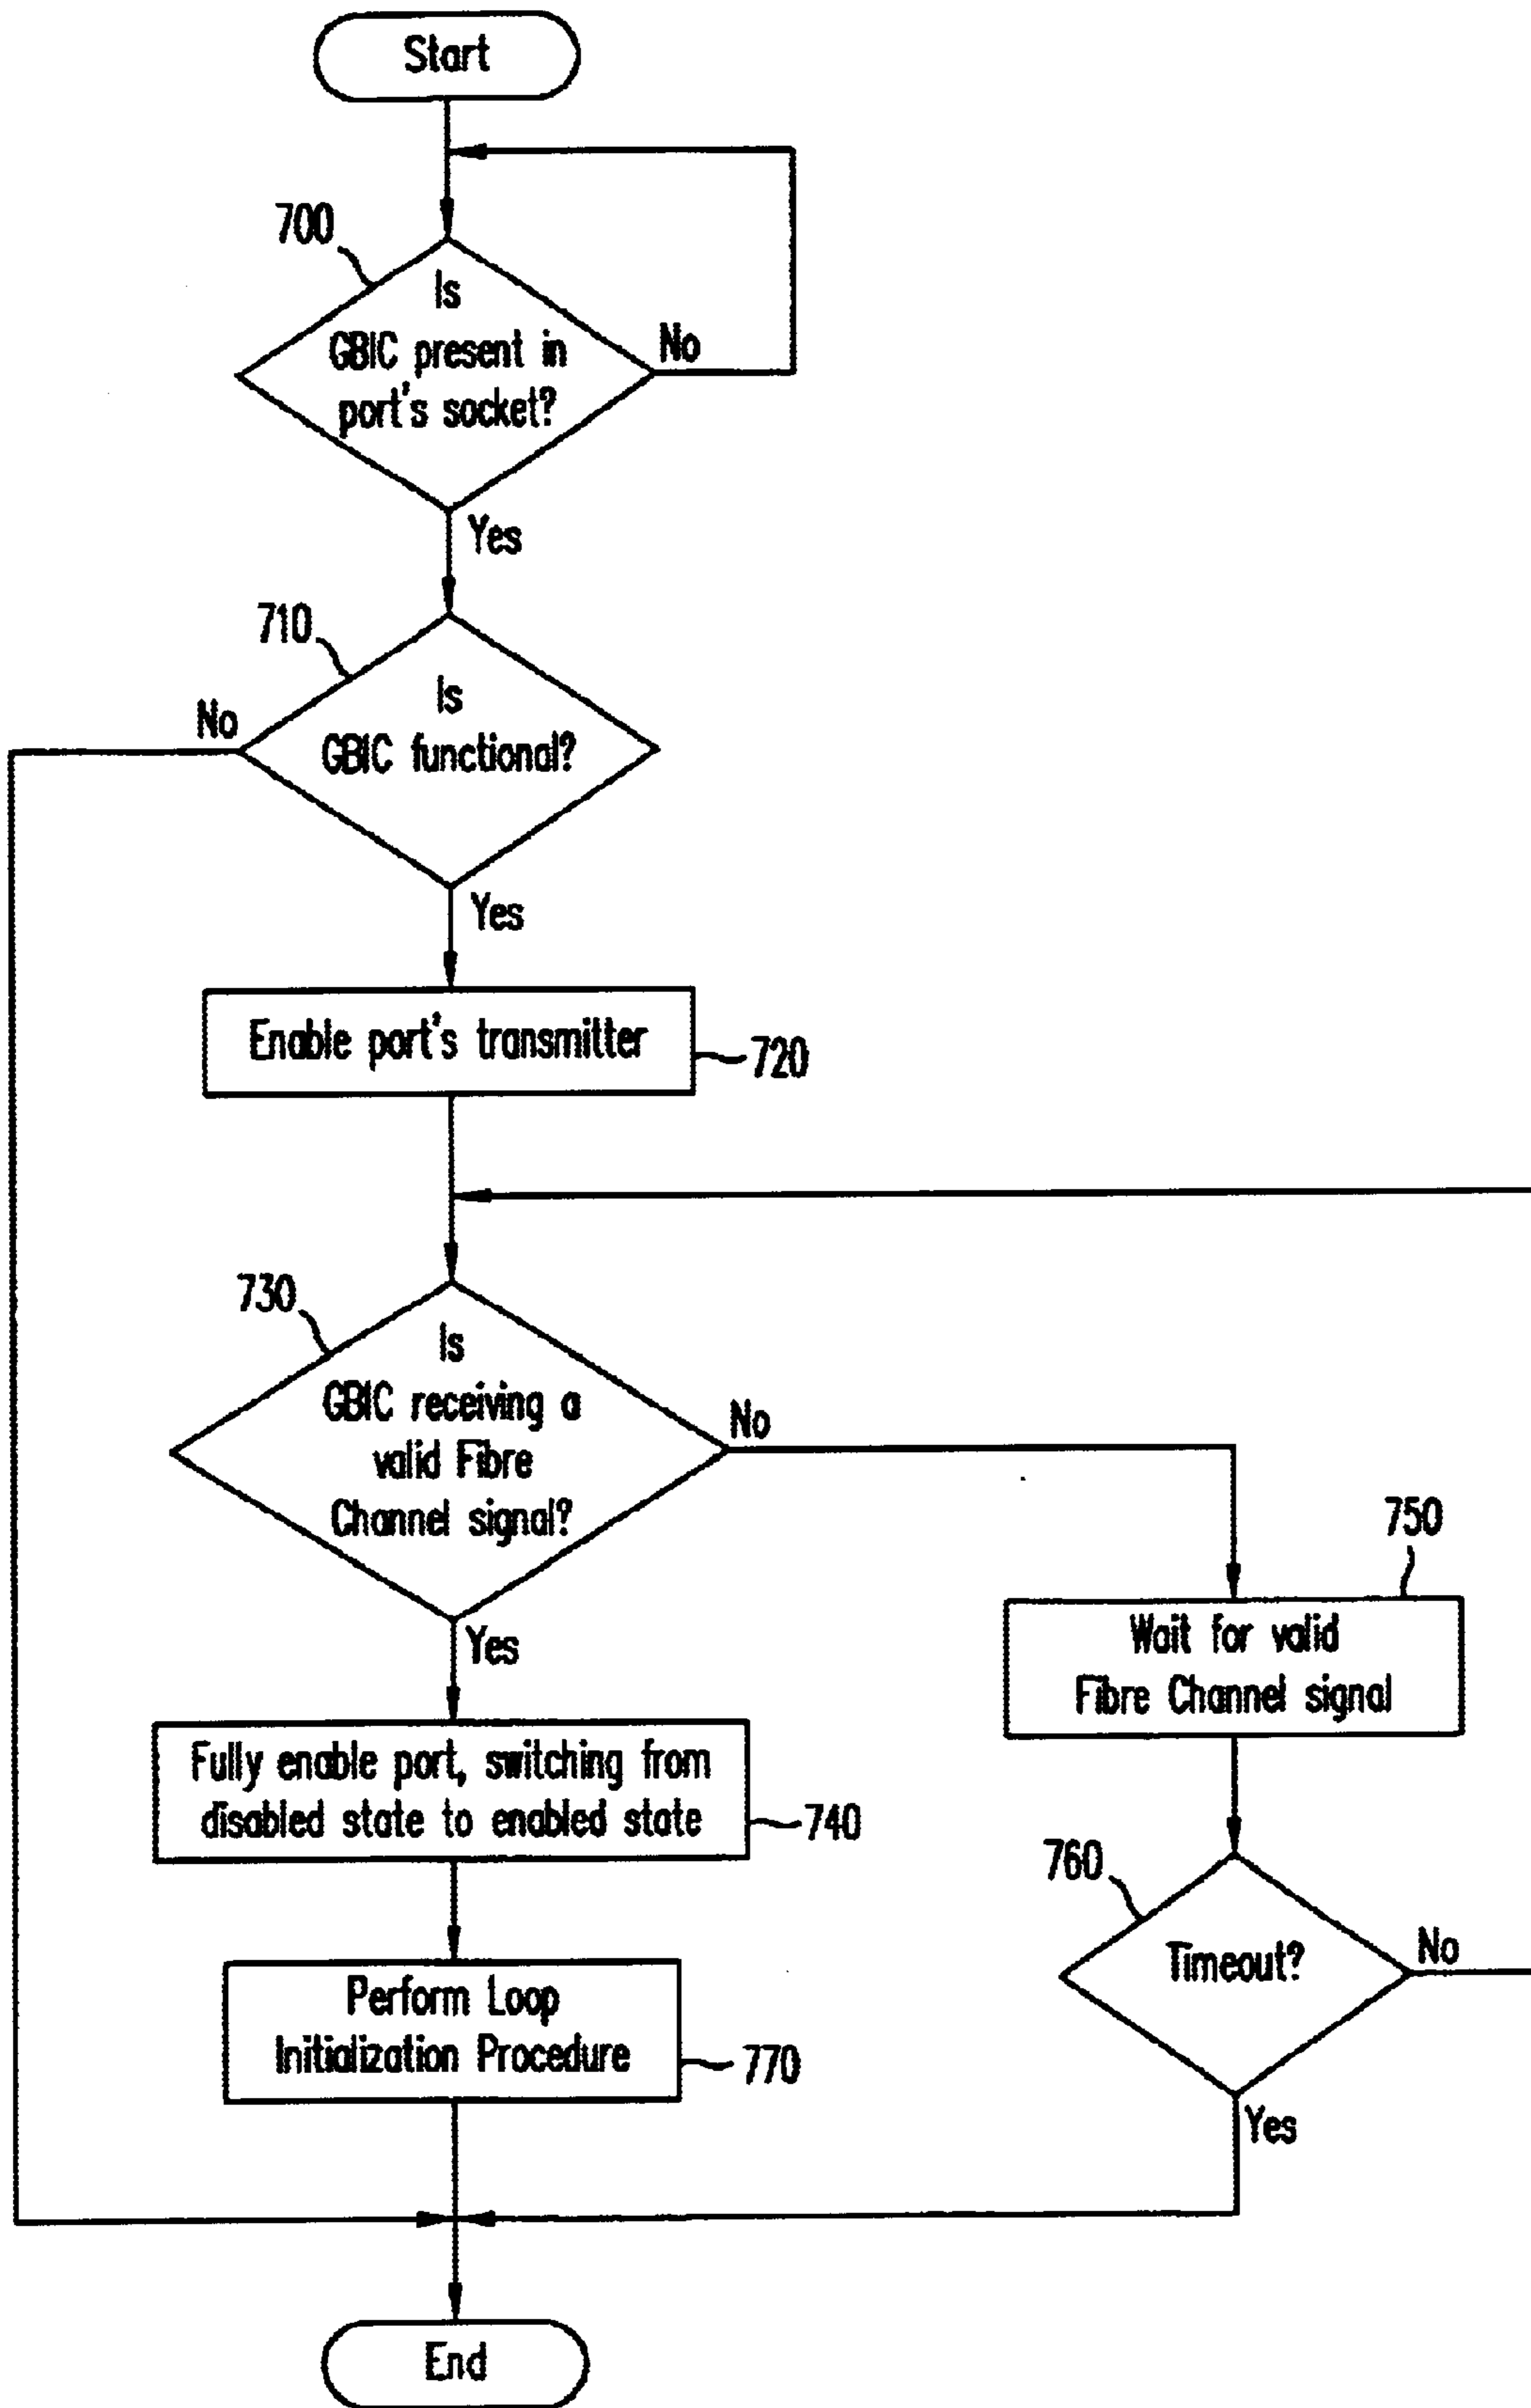 Start
700
Is
GBIC present in
port's socket?
No
Yes
710
Is
GBIC functional?
No
Yes
Enable port's transmitter
720
730
Is
GBIC receiving a
valid Fibre
Channel signal?
No
Yes
750
Wait for valid
Fibre Channel signal
Fully enable port, switching from
disabled state to enabled state
740
760
Timeout?
No
Yes
Perform Loop
Initialization Procedure
770
End